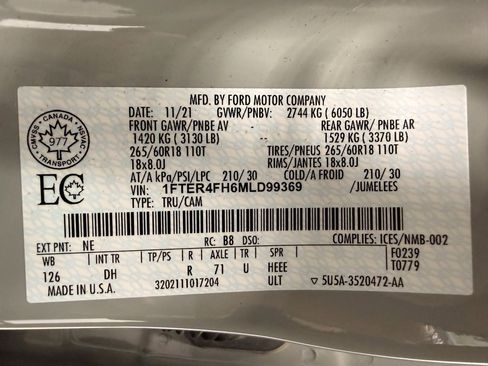 MFD. BY FORD MOTOR COMPANY
DATE: 11/21 GVWR/PNBV: 2744 KG ( 6050 LB)
FRONT GAWR/PNBE AV REAR GAWR/ PNBE AR
1420 KG ( 3130 LB) 1529 KG ( 3370 LB)
265/60R18 110T TIRES/PNEUS 265/60R18 110T
18x8.0J RIMS/JANTES 18x8.0J
AT/A kPa/PSI/LPC 210/ 30 COLD/A FROID 210/ 30
VIN: 1FTER4FH6MLD99369 /JUMELEES
TYPE: TRU/CAM
CANADA
CMVSS NSVAC
977
TRANSPORT
EC
EXT PNT: NE RC: B8 DSO: COMPLIES: ICES/NMB-002
WB INT TR TP/PS R AXLE TR SPR F0239
126 DH R 71 U HEEE T0779
MADE IN U.S.A. 3202111017204 ULT 5U5A-3520472-AA